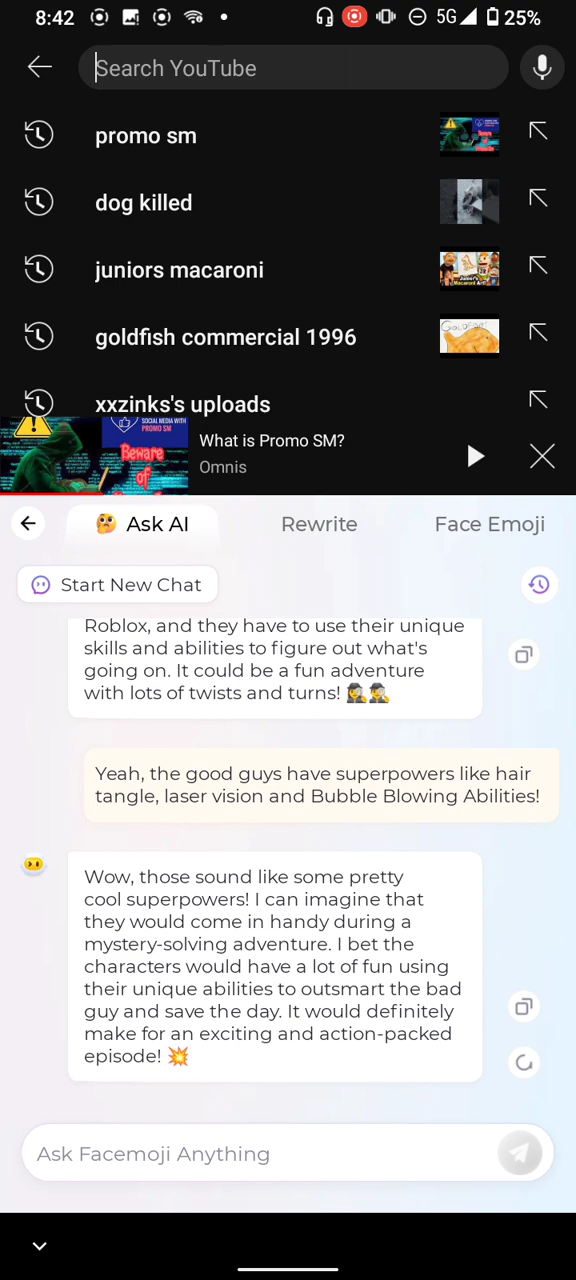 8:42
5G 25%
Search YouTube
promo sm
dog killed
juniors macaroni
Junior's
Macaroni Art!
goldfish commercial 1996
GOLDFISH!
xxzinks's uploads
SOCIAL MEDIA WITH
PROMO SM
Beware
of
What is Promo SM?
Omnis
Ask AI Rewrite Face Emoji
Start New Chat
Roblox, and they have to use their unique
skills and abilities to figure out what's
going on. It could be a fun adventure
with lots of twists and turns! 🕵️‍♀️🕵️‍♂️
Yeah, the good guys have superpowers like hair
tangle, laser vision and Bubble Blowing Abilities!
Wow, those sound like some pretty
cool superpowers! I can imagine that
they would come in handy during a
mystery-solving adventure. I bet the
characters would have a lot of fun using
their unique abilities to outsmart the bad
guy and save the day. It would definitely
make for an exciting and action-packed
episode! 💥
Ask Facemoji Anything